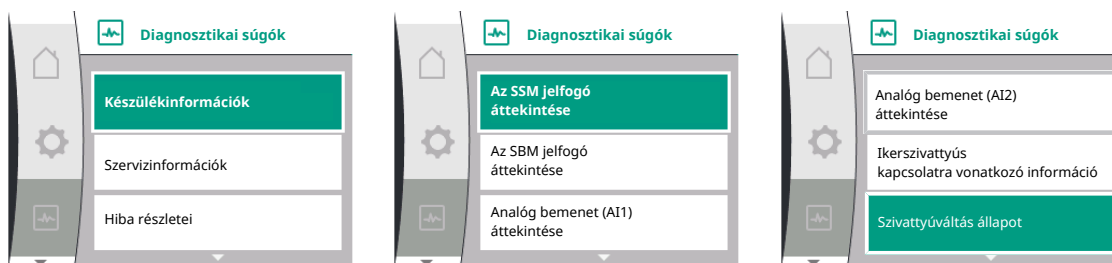 Diagnosztikai súgók
Készülékinformációk
Szervizinformációk
Hiba részletei
Diagnosztikai súgók
Az SSM jelfogó
áttekintése
Az SBM jelfogó
áttekintése
Analóg bemenet (AI1)
áttekintése
Diagnosztikai súgók
Analóg bemenet (AI2)
áttekintése
Ikerszivattyús
kapcsolatra vonatkozó információ
Szivattyúváltás állapot